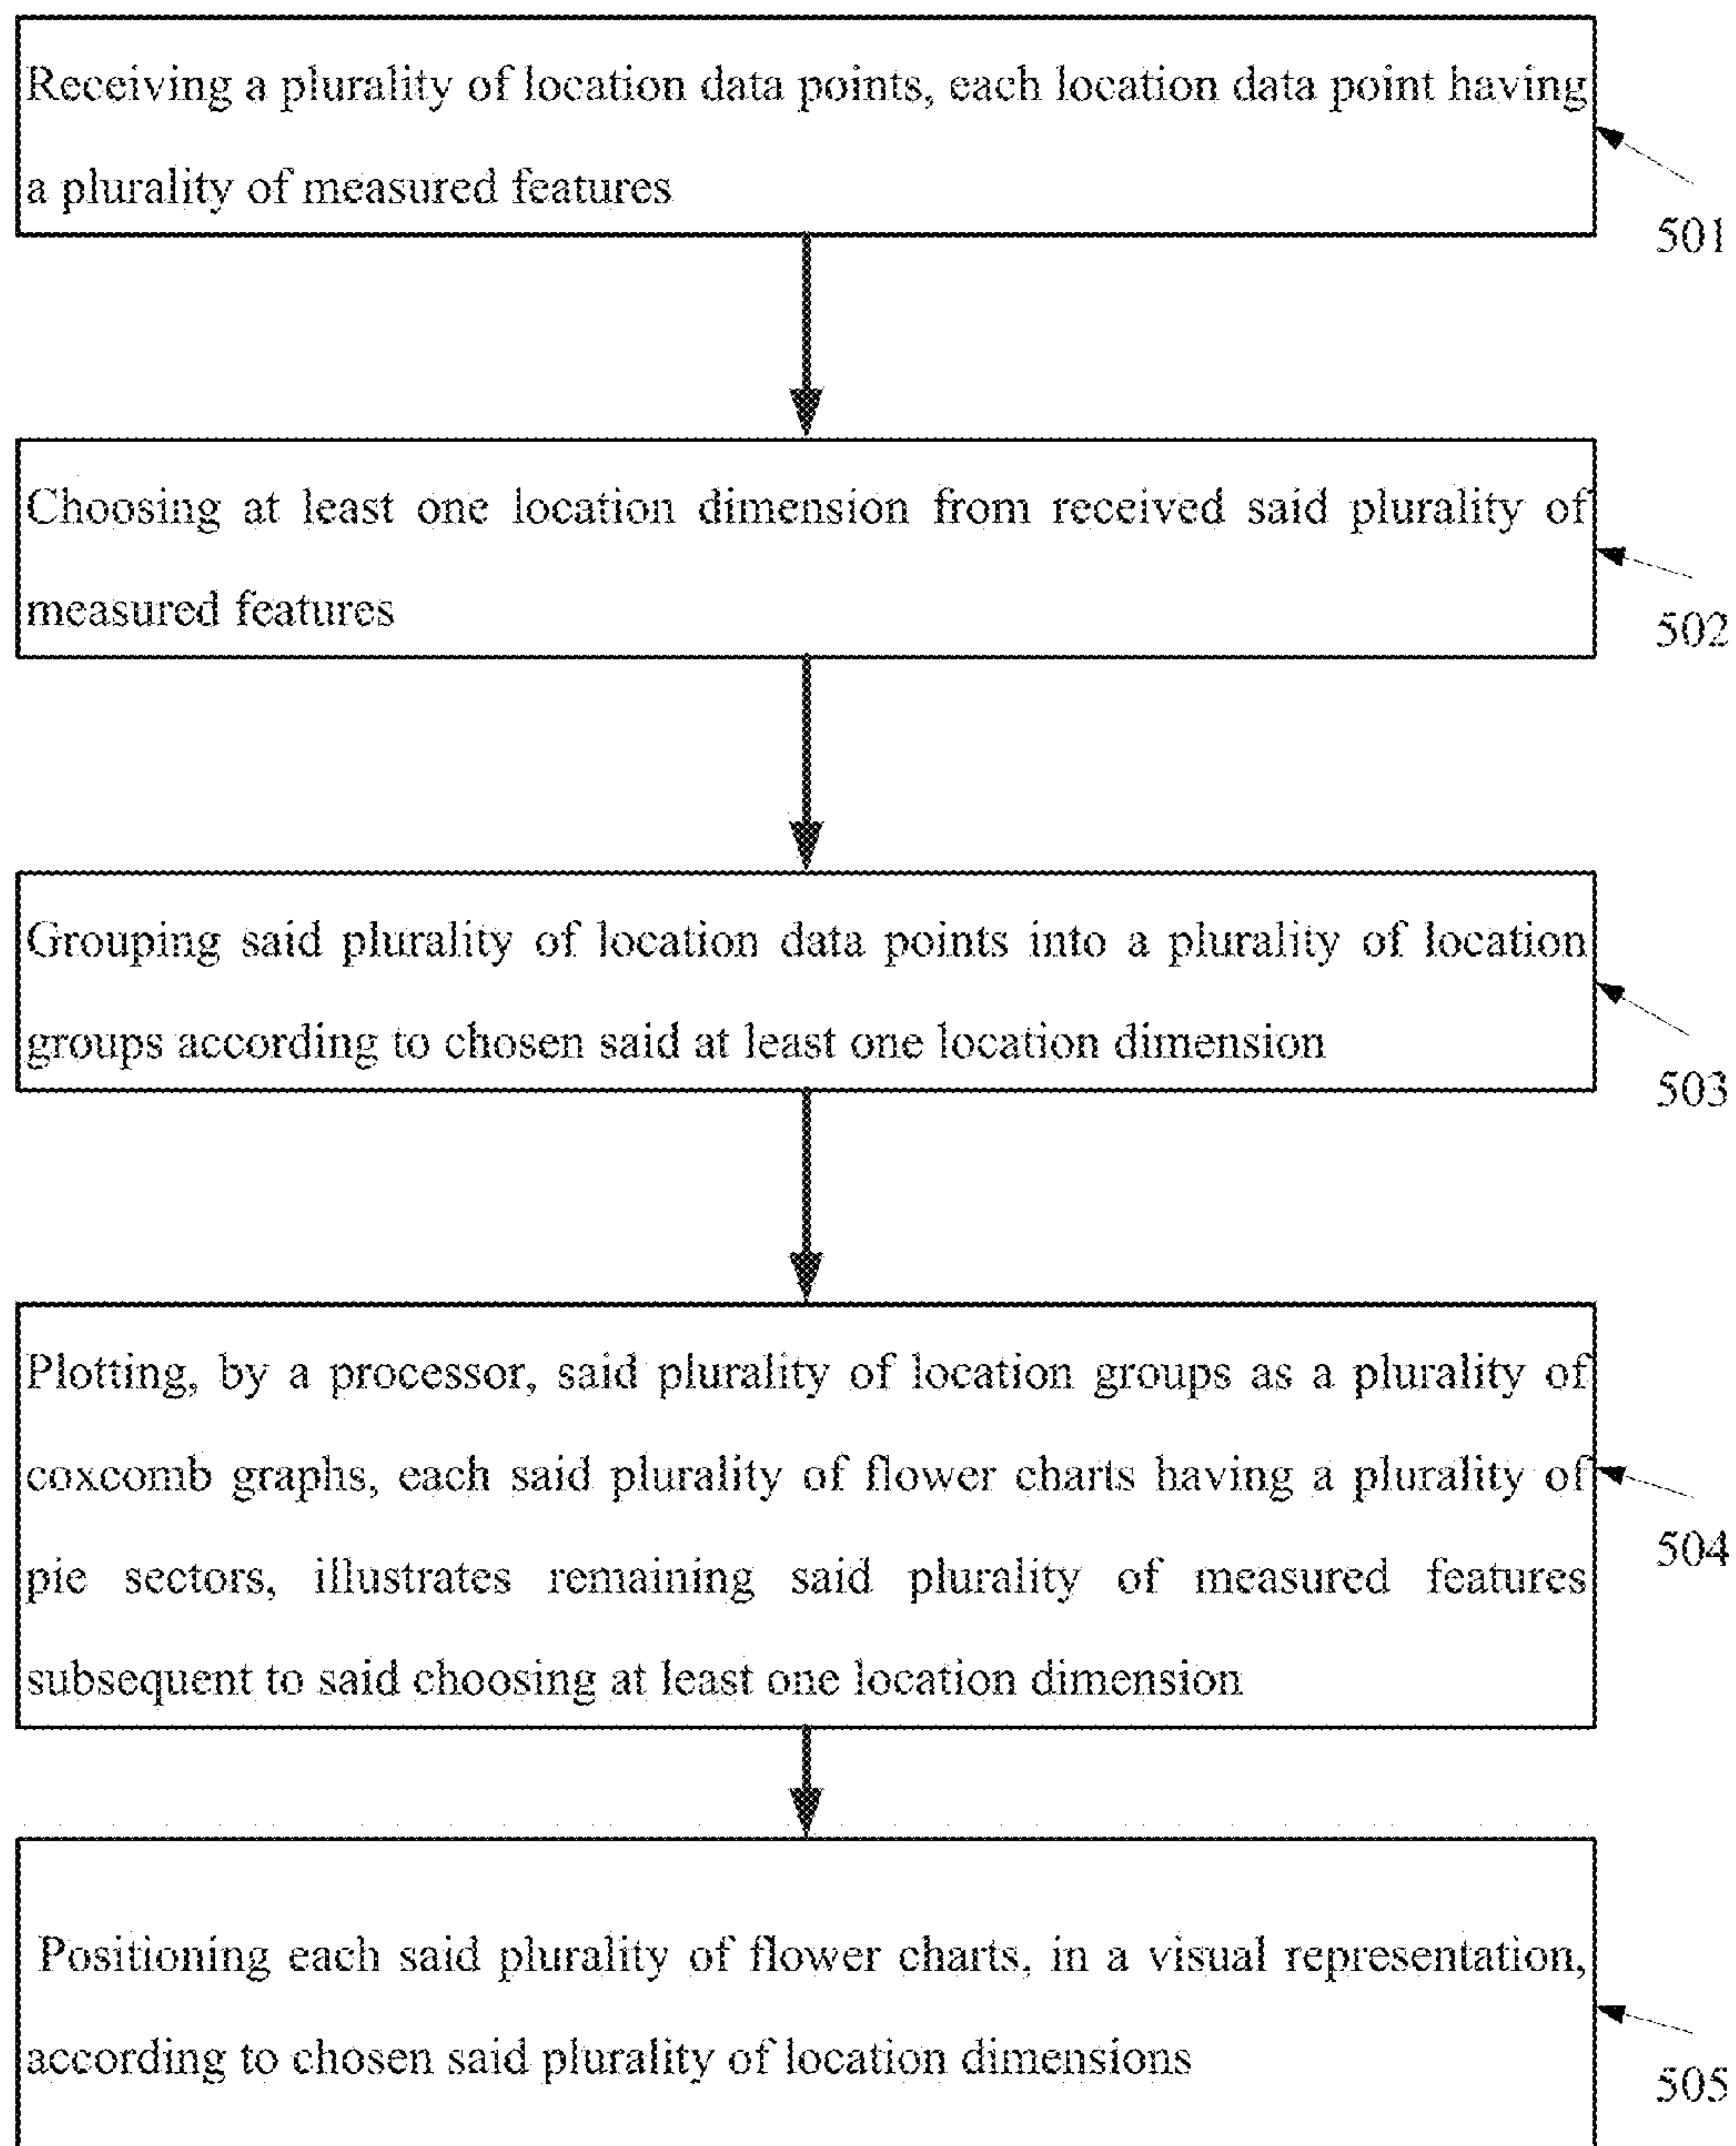 Receiving a plurality of location data points, each location data point having
a plurality of measured features
501
Choosing at least one location dimension from received said plurality of
measured features
502
Grouping said plurality of location data points into a plurality of location
groups according to chosen said at least one location dimension
503
Plotting, by a processor, said plurality of location groups as a plurality of
coxcomb graphs, each said plurality of flower charts having a plurality of
pie sectors, illustrates remaining said plurality of measured features
subsequent to said choosing at least one location dimension
504
Positioning each said plurality of flower charts, in a visual representation,
according to chosen said plurality of location dimensions
505